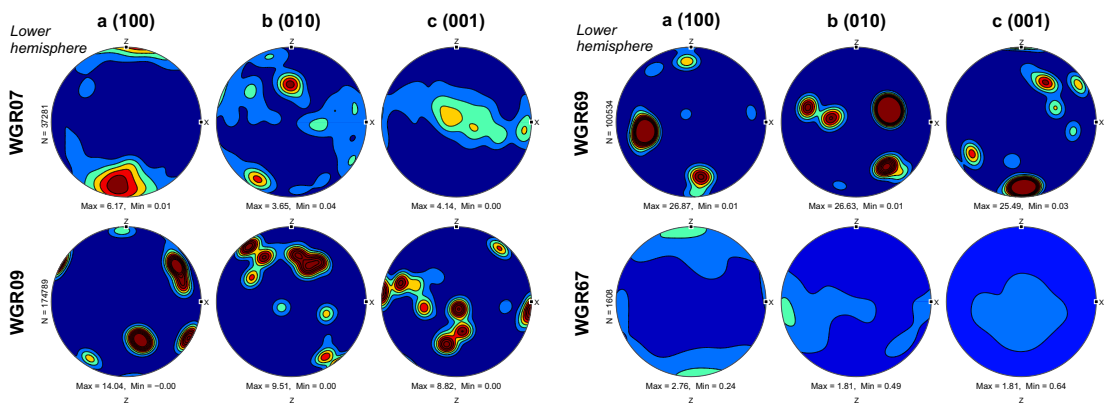 a (100) b (010) c (001) a (100) b (010) c (001)
Lower hemisphere Z Z Z Lower hemisphere Z Z Z
WGR07 N = 37281 X X X WGR69 N = 100534 X X X
Max = 6.17, Min = 0.01 Max = 3.65, Min = 0.04 Max = 4.14, Min = 0.00 Max = 26.87, Min = 0.01 Max = 26.63, Min = 0.01 Max = 25.49, Min = 0.03
Z Z Z Z Z Z
WGR09 N = 174789 X X X WGR67 N = 1608 X X X
Max = 14.04, Min = −0.00 Max = 9.51, Min = 0.00 Max = 8.82, Min = 0.00 Max = 2.76, Min = 0.24 Max = 1.81, Min = 0.49 Max = 1.81, Min = 0.64
Z Z Z Z Z Z